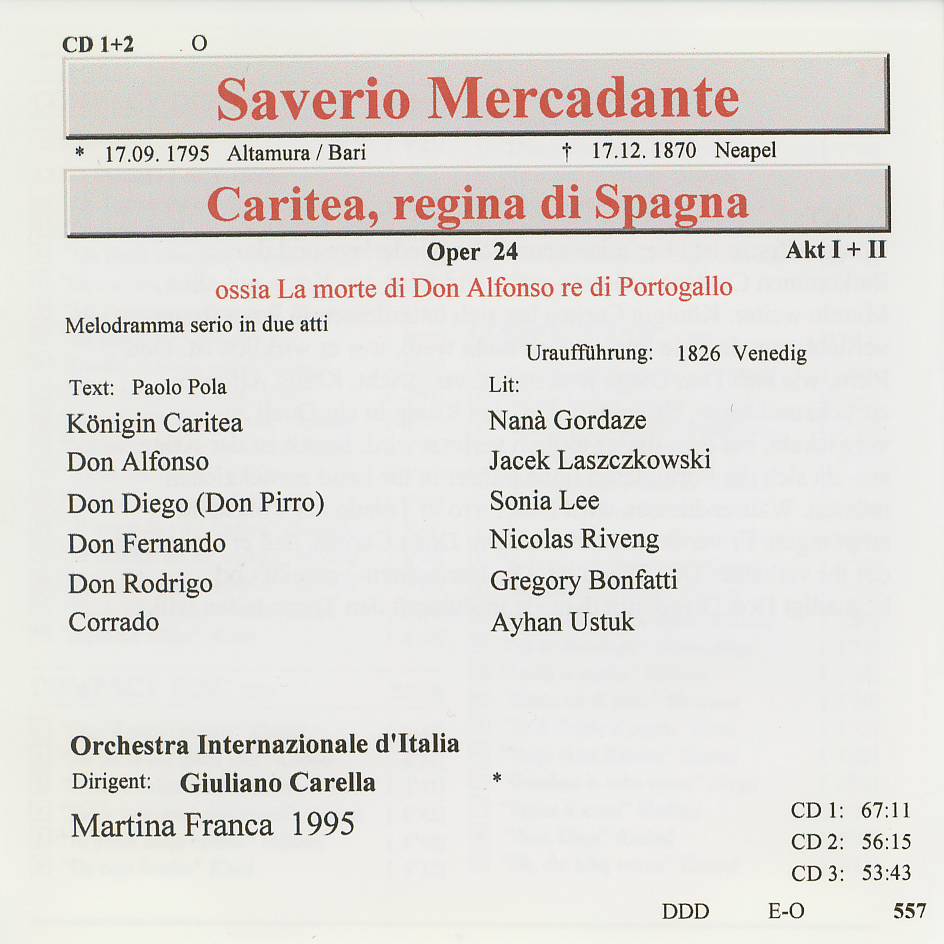 CD 1+2 O
Saverio Mercadante
* 17.09. 1795 Altamura / Bari † 17.12. 1870 Neapel
Caritea, regina di Spagna
Oper 24 Akt I + II
ossia La morte di Don Alfonso re di Portogallo
Melodramma serio in due atti
Uraufführung: 1826 Venedig
Text: Paolo Pola Lit:
Königin Caritea Nanà Gordaze
Don Alfonso Jacek Laszczkowski
Don Diego (Don Pirro) Sonia Lee
Don Fernando Nicolas Riveng
Don Rodrigo Gregory Bonfatti
Corrado Ayhan Ustuk
Orchestra Internazionale d'Italia
Dirigent: Giuliano Carella *
Martina Franca 1995
CD 1: 67:11
CD 2: 56:15
CD 3: 53:43
DDD E-O 557